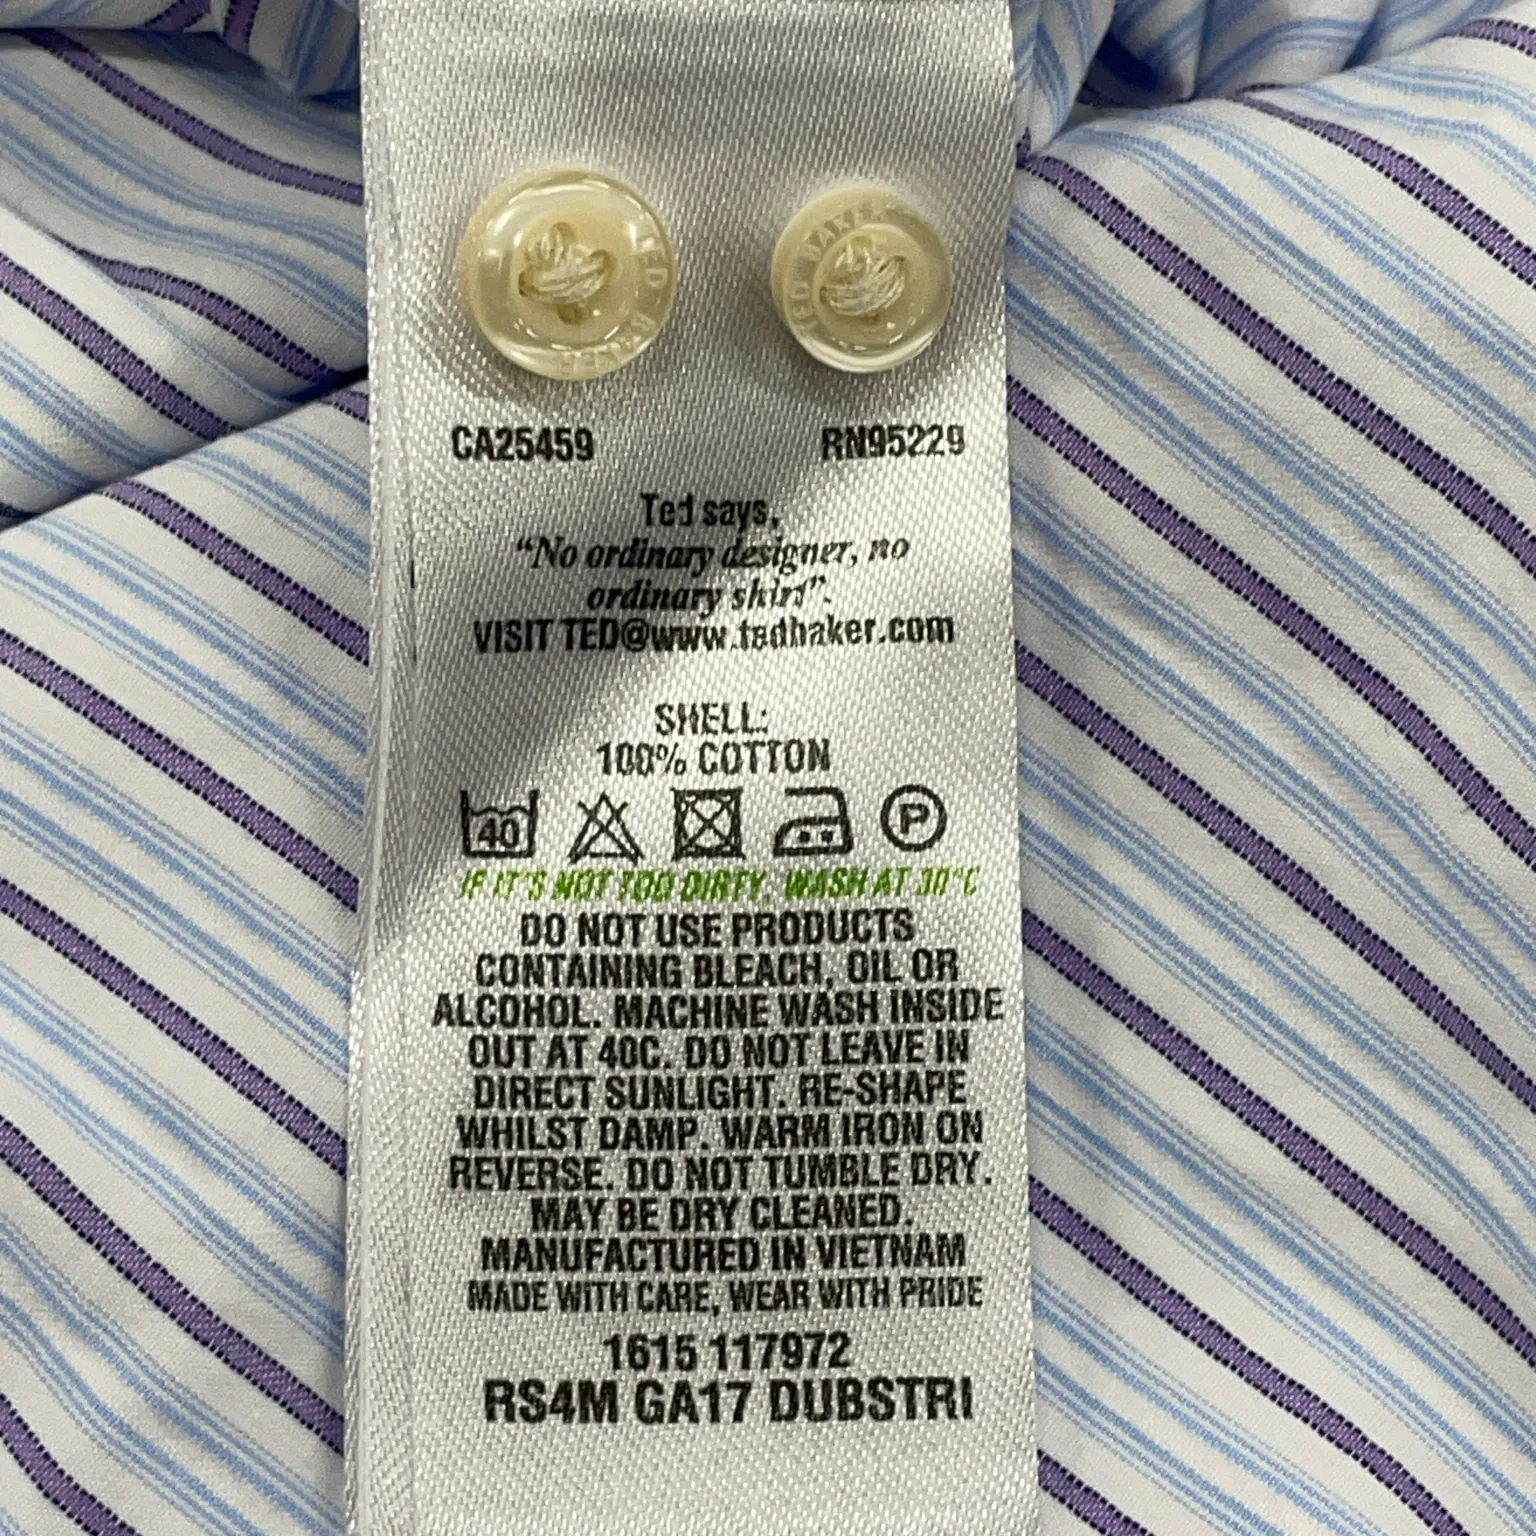 TED BAKER
TED BAKER
CA25459 RN95229
Ted says,
“No ordinary designer, no
ordinary shirt”.
VISIT TED@www.tedbaker.com
SHELL:
100% COTTON
40 P
IF IT'S NOT TOO DIRTY, WASH AT 30°C
DO NOT USE PRODUCTS
CONTAINING BLEACH, OIL OR
ALCOHOL. MACHINE WASH INSIDE
OUT AT 40C. DO NOT LEAVE IN
DIRECT SUNLIGHT. RE-SHAPE
WHILST DAMP. WARM IRON ON
REVERSE. DO NOT TUMBLE DRY.
MAY BE DRY CLEANED.
MANUFACTURED IN VIETNAM
MADE WITH CARE, WEAR WITH PRIDE
1615 117972
RS4M GA17 DUBSTRI